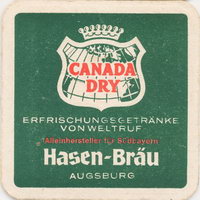 CANADA
DRY
ERFRISCHUNGSGETRÄNKE
VON WELTRUF
Alleinhersteller für Südbayern
Hasen-Bräu
AUGSBURG